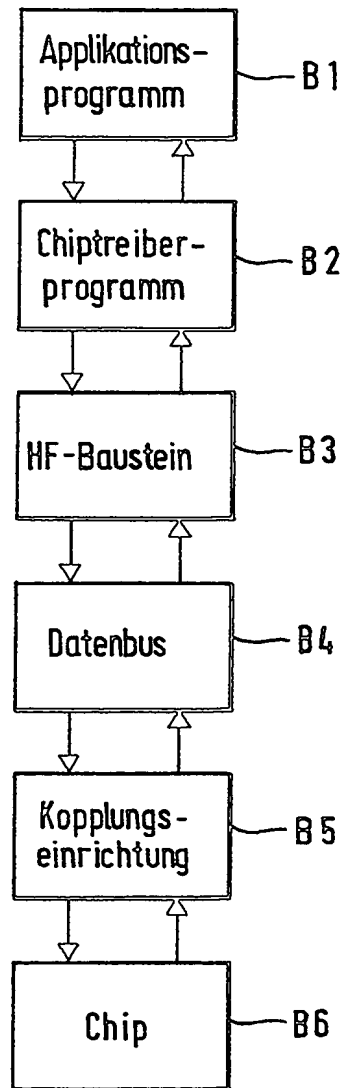 Applikations-
programm
B1
Chiptreiber-
programm
B2
HF-Baustein
B3
Datenbus
B4
Kopplungs-
einrichtung
B5
Chip
B6